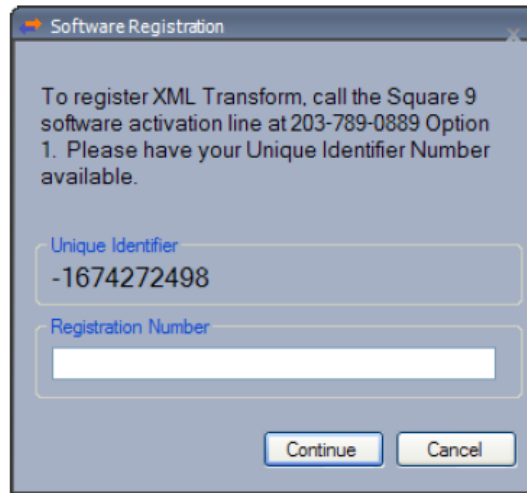 Software Registration
To register XML Transform, call the Square 9
software activation line at 203-789-0889 Option
1. Please have your Unique Identifier Number
available.
Unique Identifier
-1674272498
Registration Number
Continue
Cancel